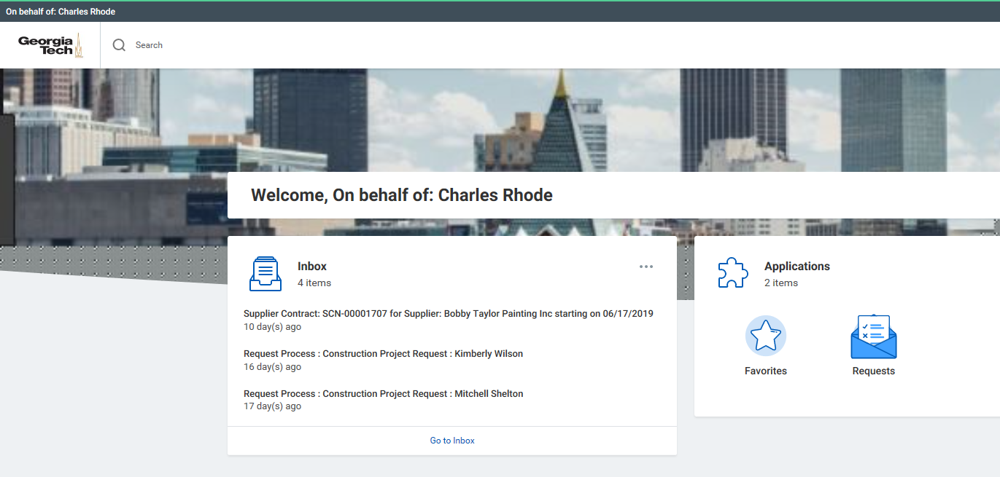 On behalf of: Charles Rhode
Georgia
Tech
Search
Welcome, On behalf of: Charles Rhode
Inbox
4 items
Supplier Contract: SCN-00001707 for Supplier: Bobby Taylor Painting Inc starting on 06/17/2019
10 day(s) ago
Request Process : Construction Project Request : Kimberly Wilson
16 day(s) ago
Request Process : Construction Project Request : Mitchell Shelton
17 day(s) ago
Go to Inbox
Applications
2 items
Favorites
Requests